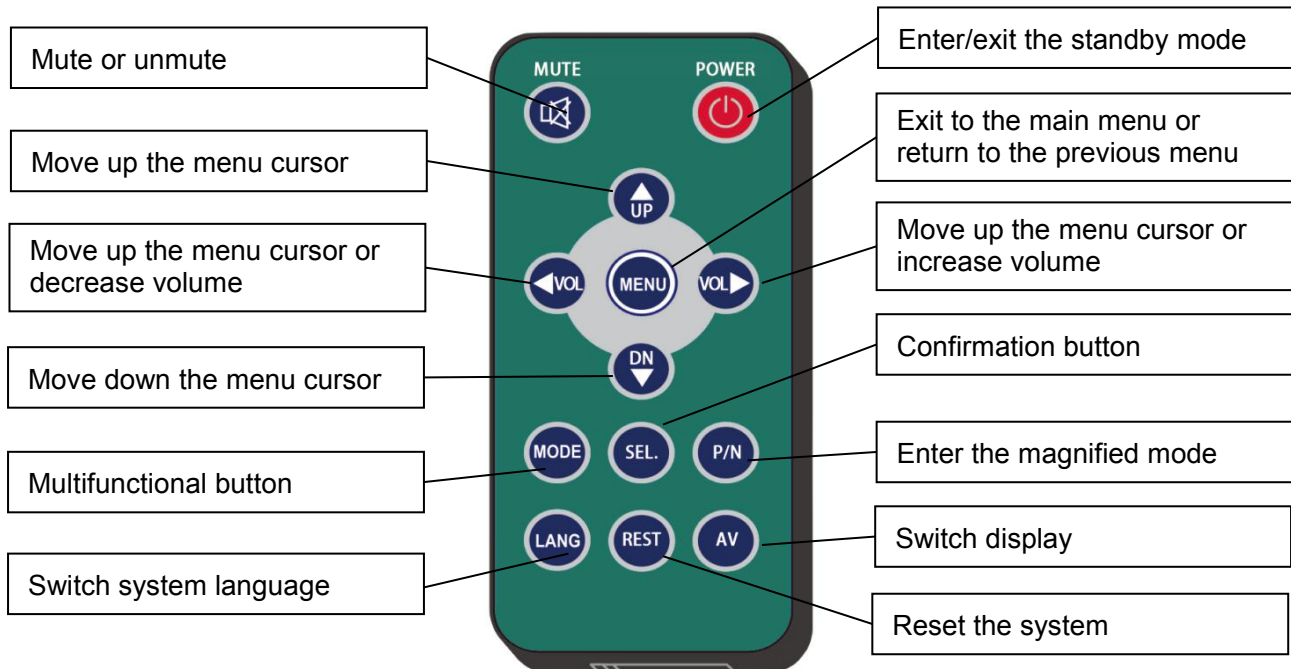 Mute or unmute
Move up the menu cursor
Move up the menu cursor or
decrease volume
Move down the menu cursor
Multifunctional button
Switch system language
MUTE
POWER
UP
VOL
MENU
VOL
DN
MODE
SEL.
P/N
LANG
REST
AV
Enter/exit the standby mode
Exit to the main menu or
return to the previous menu
Move up the menu cursor or
increase volume
Confirmation button
Enter the magnified mode
Switch display
Reset the system